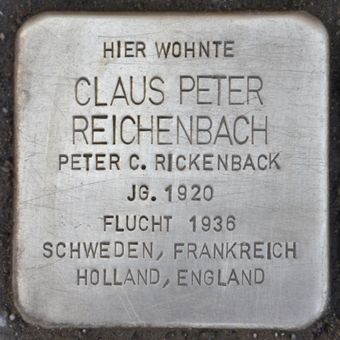 HIER WOHNTE
CLAUS PETER
REICHENBACH
PETER C. RICKENBACK
JG. 1920
FLUCHT 1936
SCHWEDEN, FRANKREICH
HOLLAND, ENGLAND